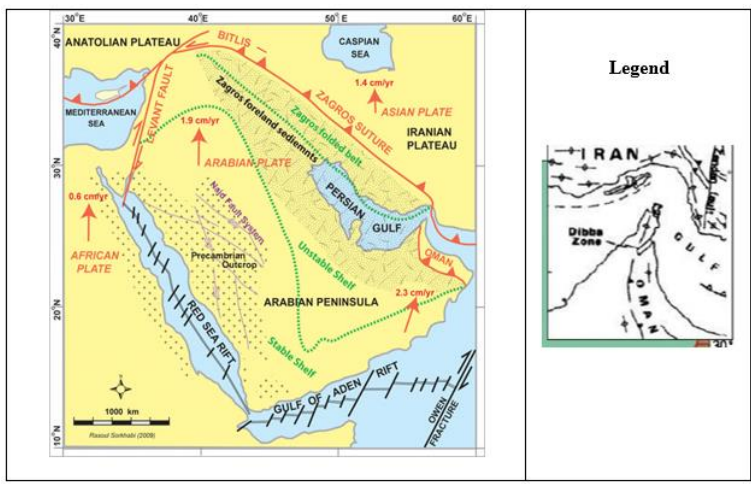 30°E
40°E
50° E
60°E
40°N
30°N
20°N
10°N
ANATOLIAN PLATEAU
BITLIS –
ZAGROS SUTURE
CASPIAN
SEA
1.4 cm/yr
ASIAN PLATE
IRANIAN
PLATEAU
MEDITERRANEAN
SEA
LEVANT FAULT
Zagros foreland sediemnts
Zagros folded belt
1.9 cm/yr
ARABIAN PLATE
0.6 cm/yr
AFRICAN
PLATE
Najd Fault System
Precambrian
Outcrop
PERSIAN
GULF
OMAN
Unstable Shelf
ARABIAN PENINSULA
2.3 cm/yr
RED SEA RIFT
Stable Shelf
GULF OF ADEN RIFT
OWEN
FRACTURE
1000 km
Rasoul Sorkhabi (2009)
Legend
IRAN
Dibba
Zone
GULF
OMAN
30°